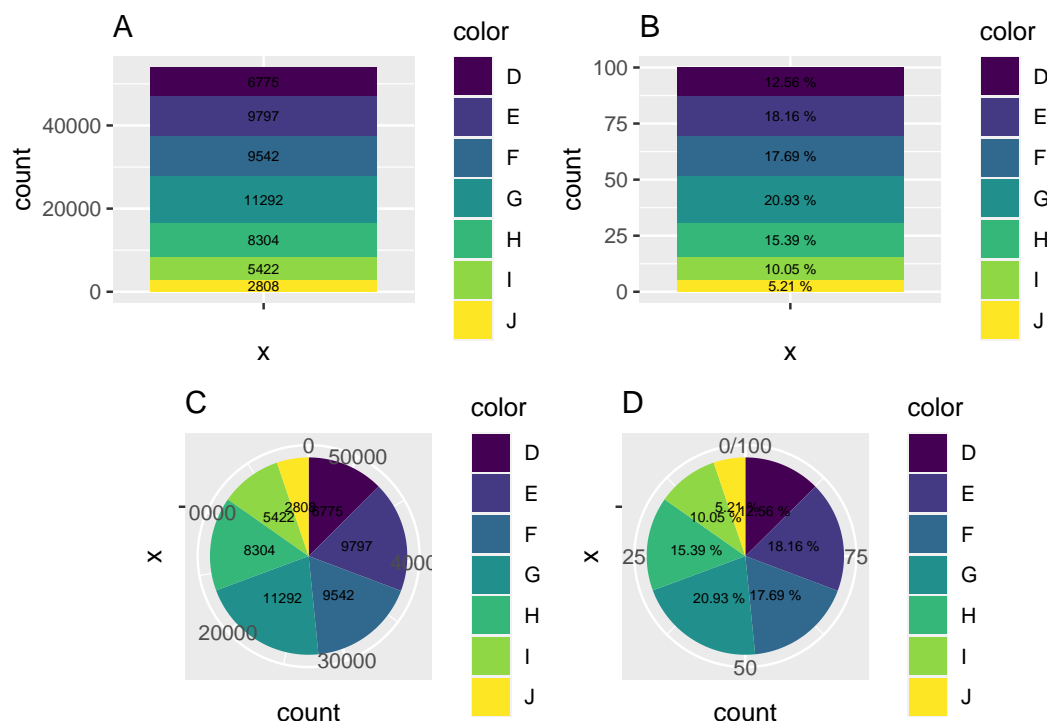 A
color
count
40000
20000
0
6775
9797
9542
11292
8304
5422
2808
x
D
E
F
G
H
I
J
B
color
count
100
75
50
25
0
12.56 %
18.16 %
17.69 %
20.93 %
15.39 %
10.05 %
5.21 %
x
D
E
F
G
H
I
J
C
color
x
0
50000
0000
4000
20000
30000
2808
6775
5422
9797
8304
11292
9542
count
D
E
F
G
H
I
J
D
color
x
0/100
25
75
50
5.21 %
12.56 %
10.05 %
18.16 %
15.39 %
20.93 %
17.69 %
count
D
E
F
G
H
I
J